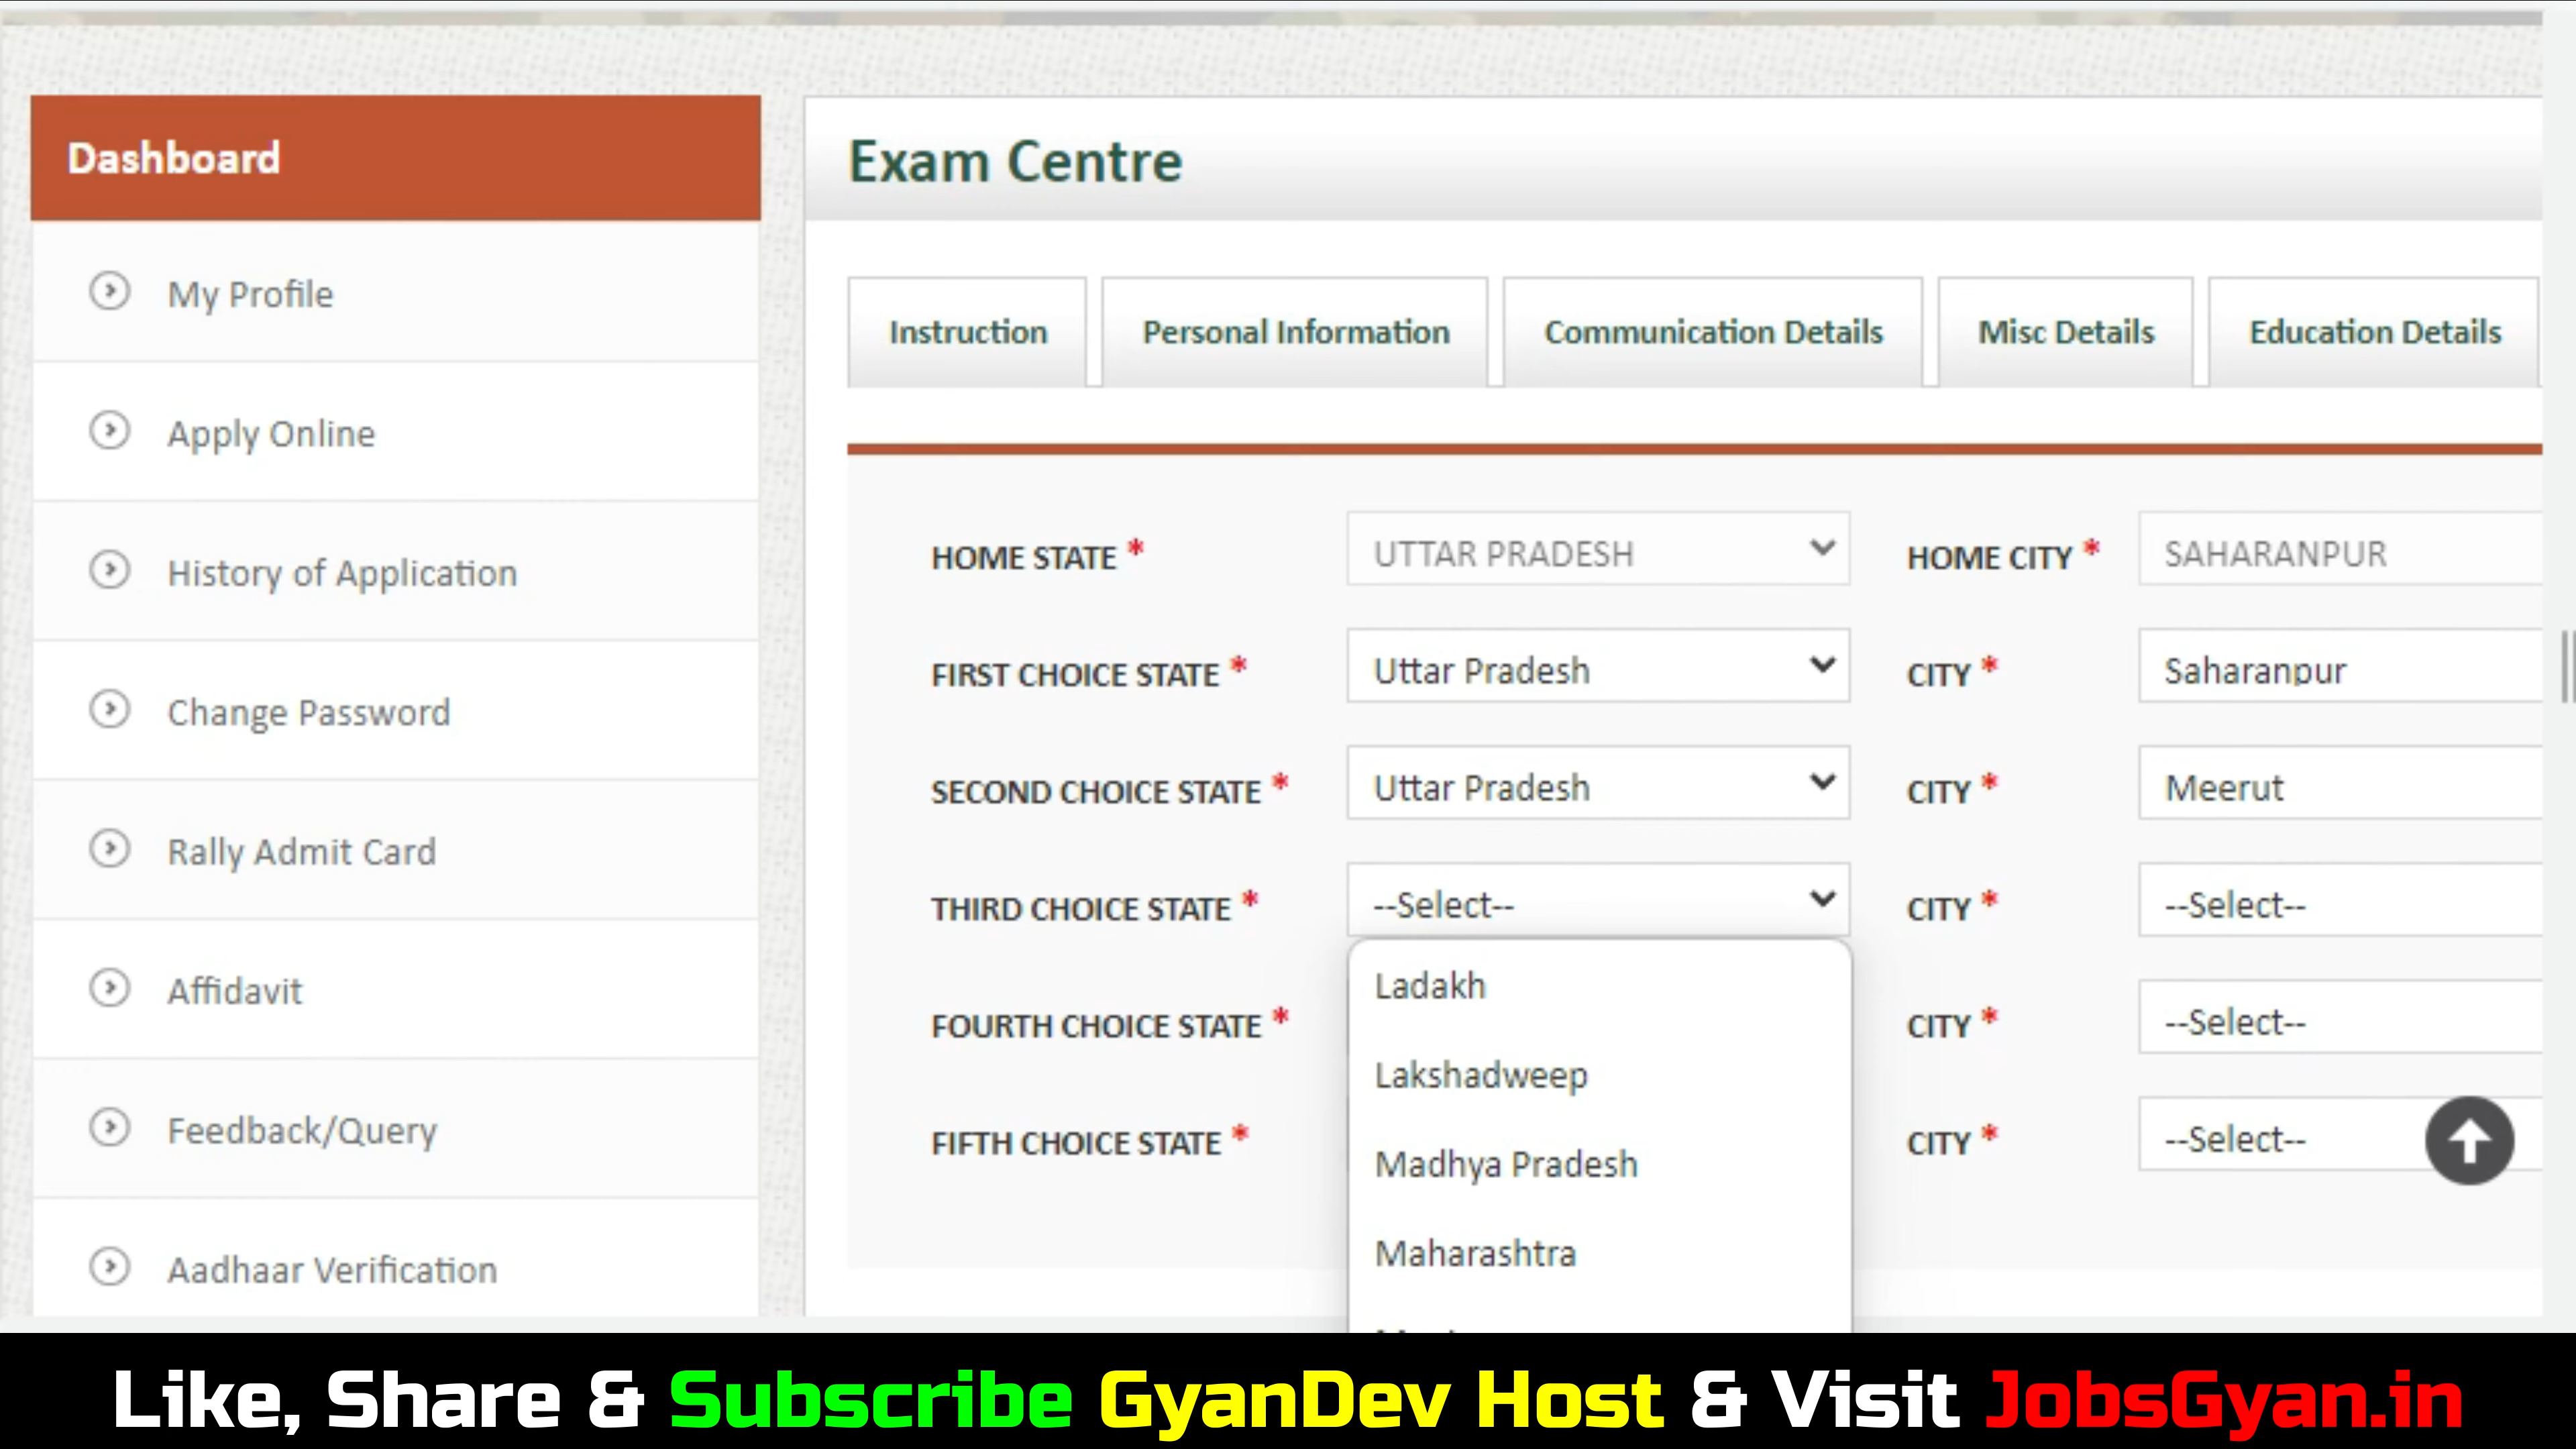 Dashboard
My Profile
Apply Online
History of Application
Change Password
Rally Admit Card
Affidavit
Feedback/Query
Aadhaar Verification
Exam Centre
Instruction Personal Information Communication Details Misc Details Education Details
HOME STATE * UTTAR PRADESH HOME CITY * SAHARANPUR
FIRST CHOICE STATE * Uttar Pradesh CITY * Saharanpur
SECOND CHOICE STATE * Uttar Pradesh CITY * Meerut
THIRD CHOICE STATE * --Select-- CITY * --Select--
Ladakh
FOURTH CHOICE STATE * CITY * --Select--
Lakshadweep
FIFTH CHOICE STATE * CITY * --Select--
Madhya Pradesh
Maharashtra
Like, Share & Subscribe GyanDev Host & Visit JobsGyan.in